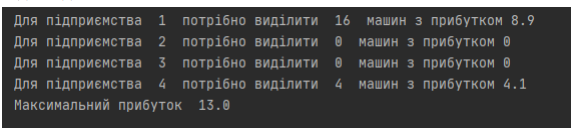 Для підприємства 1 потрібно виділити 16 машин з прибутком 8.9
Для підприємства 2 потрібно виділити 0 машин з прибутком 0
Для підприємства 3 потрібно виділити 0 машин з прибутком 0
Для підприємства 4 потрібно виділити 4 машин з прибутком 4.1
Максимальний прибуток 13.0